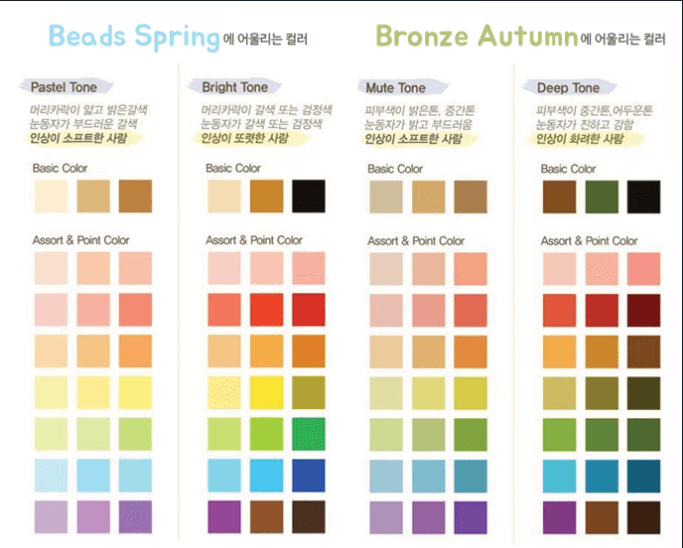 Beads Spring에 어울리는 컬러
Bronze Autumn에 어울리는 컬러
Pastel Tone
머리카락이 얇고 밝은갈색
눈동자가 부드러운 갈색
인상이 소프트한 사람
Basic Color
Assort & Point Color
Bright Tone
머리카락이 갈색 또는 검정색
눈동자가 갈색 또는 검정색
인상이 또렷한 사람
Basic Color
Assort & Point Color
Mute Tone
피부색이 밝은톤, 중간톤
눈동자가 밝고 부드러움
인상이 소프트한 사람
Basic Color
Assort & Point Color
Deep Tone
피부색이 중간톤,어두운톤
눈동자가 진하고 강함
인상이 화려한 사람
Basic Color
Assort & Point Color